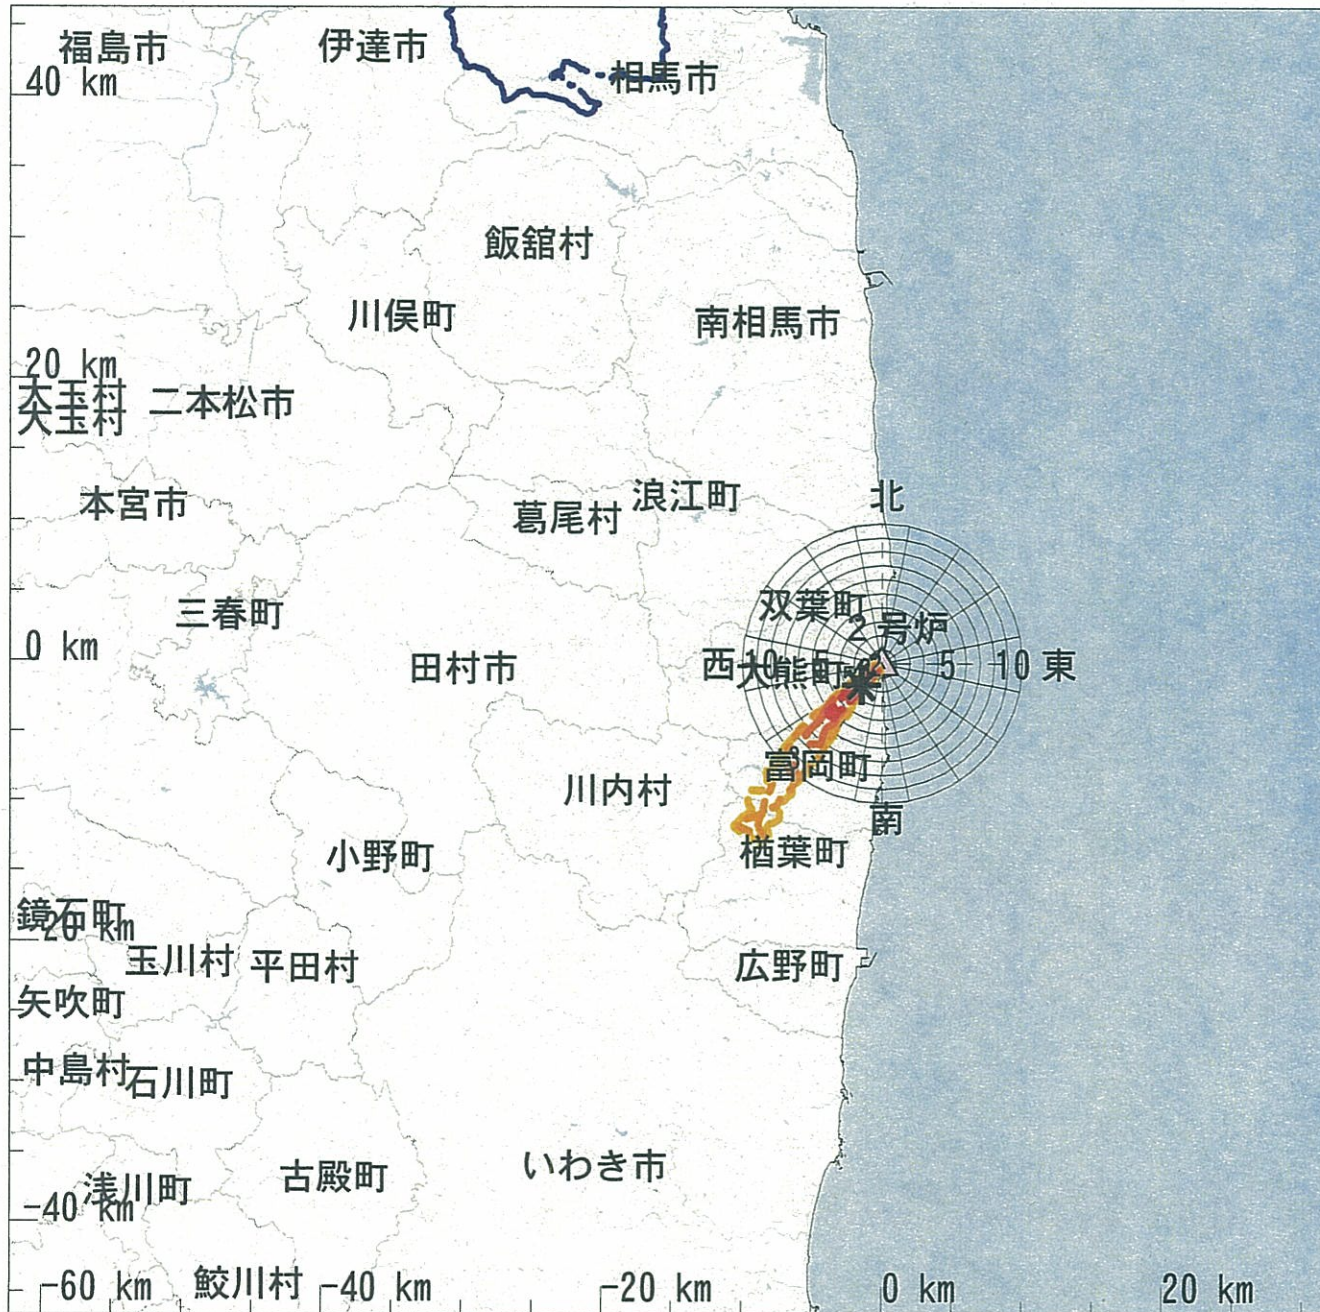 福島市
伊達市
相馬市
40 km
飯舘村
川俣町
南相馬市
20 km
大玉村
二本松市
大玉村
本宮市
葛尾村
浪江町
北
三春町
双葉町
2号炉
0 km
田村市
西
10
5
5
10
東
大熊町
富岡町
川内村
南
小野町
楢葉町
鏡石町
-20 km
玉川村
平田村
広野町
矢吹町
中島村
石川町
いわき市
古殿町
浅川町
-40 km
-60 km
鮫川村
-40 km
-20 km
0 km
20 km